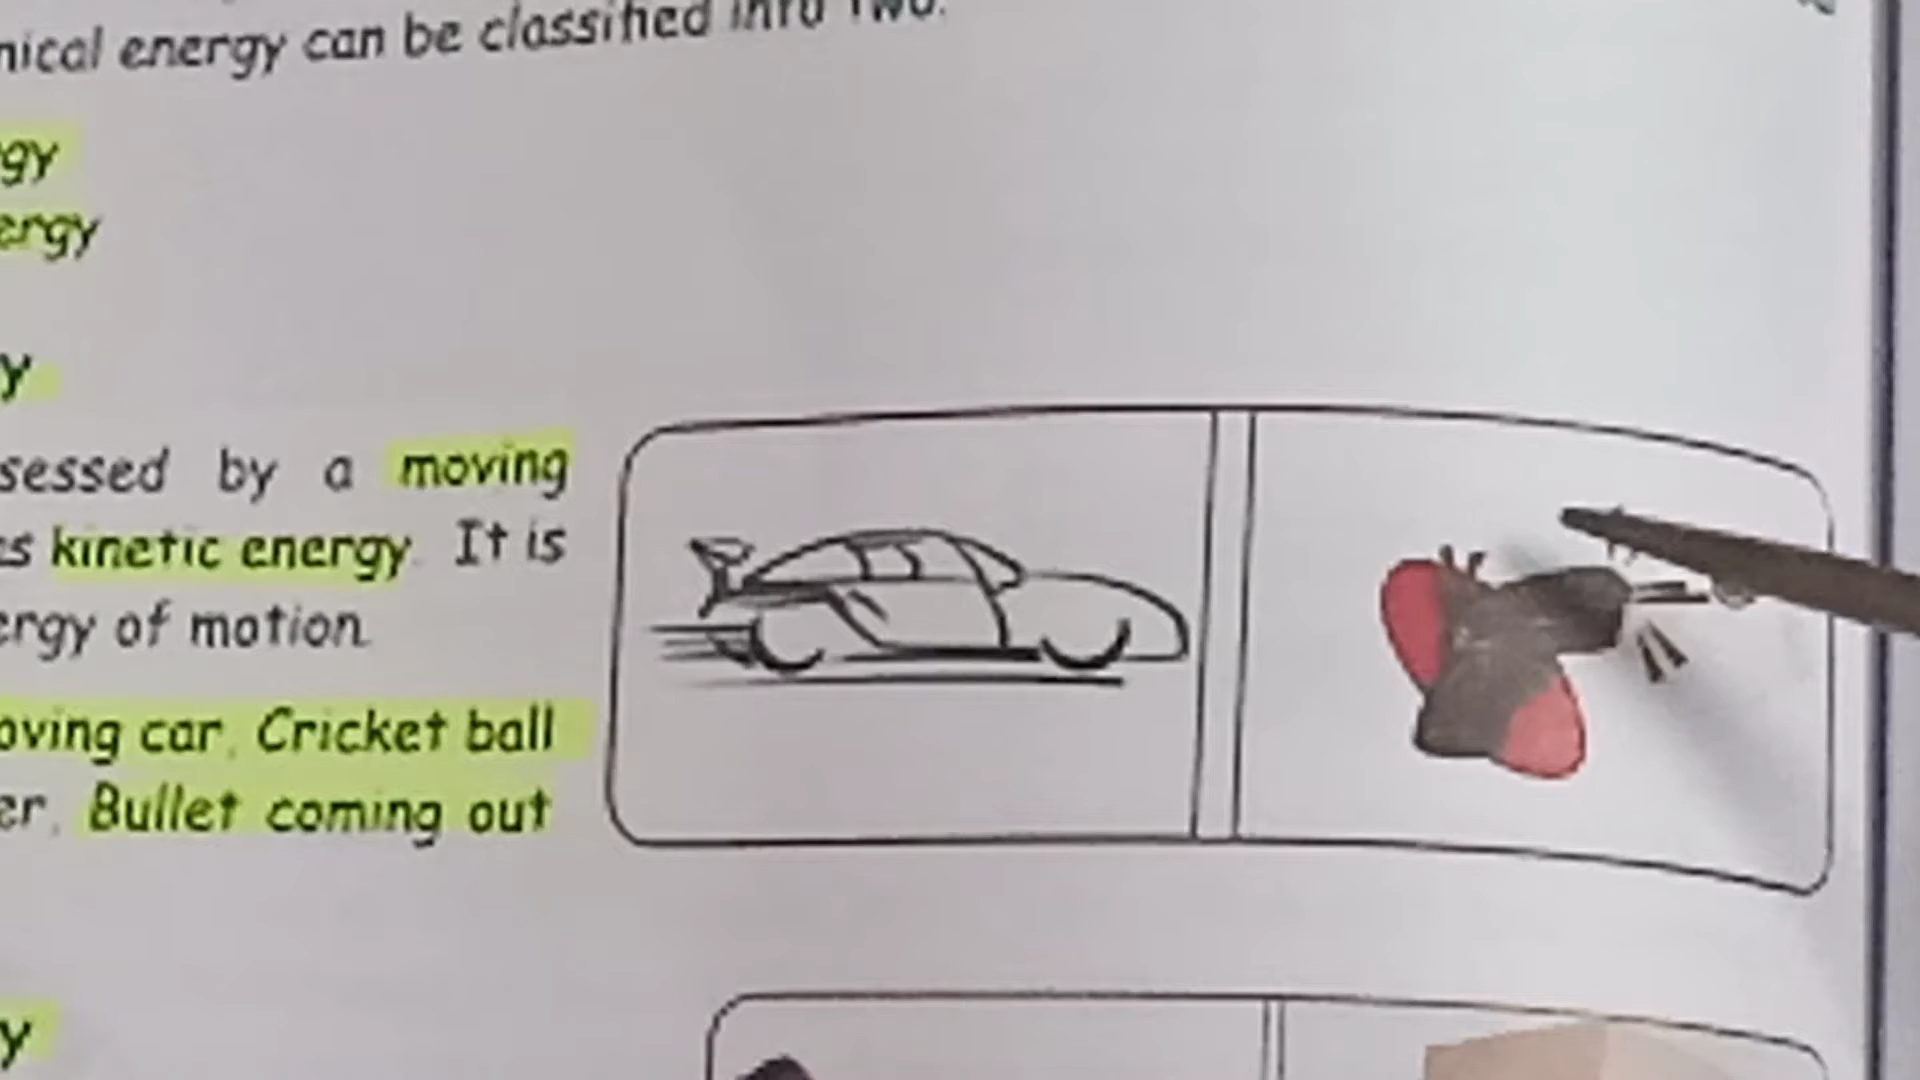 nical energy can be classified into two.
gy
ergy
y
sessed by a moving
as kinetic energy. It is
ergy of motion.
oving car, Cricket ball
er, Bullet coming out
y